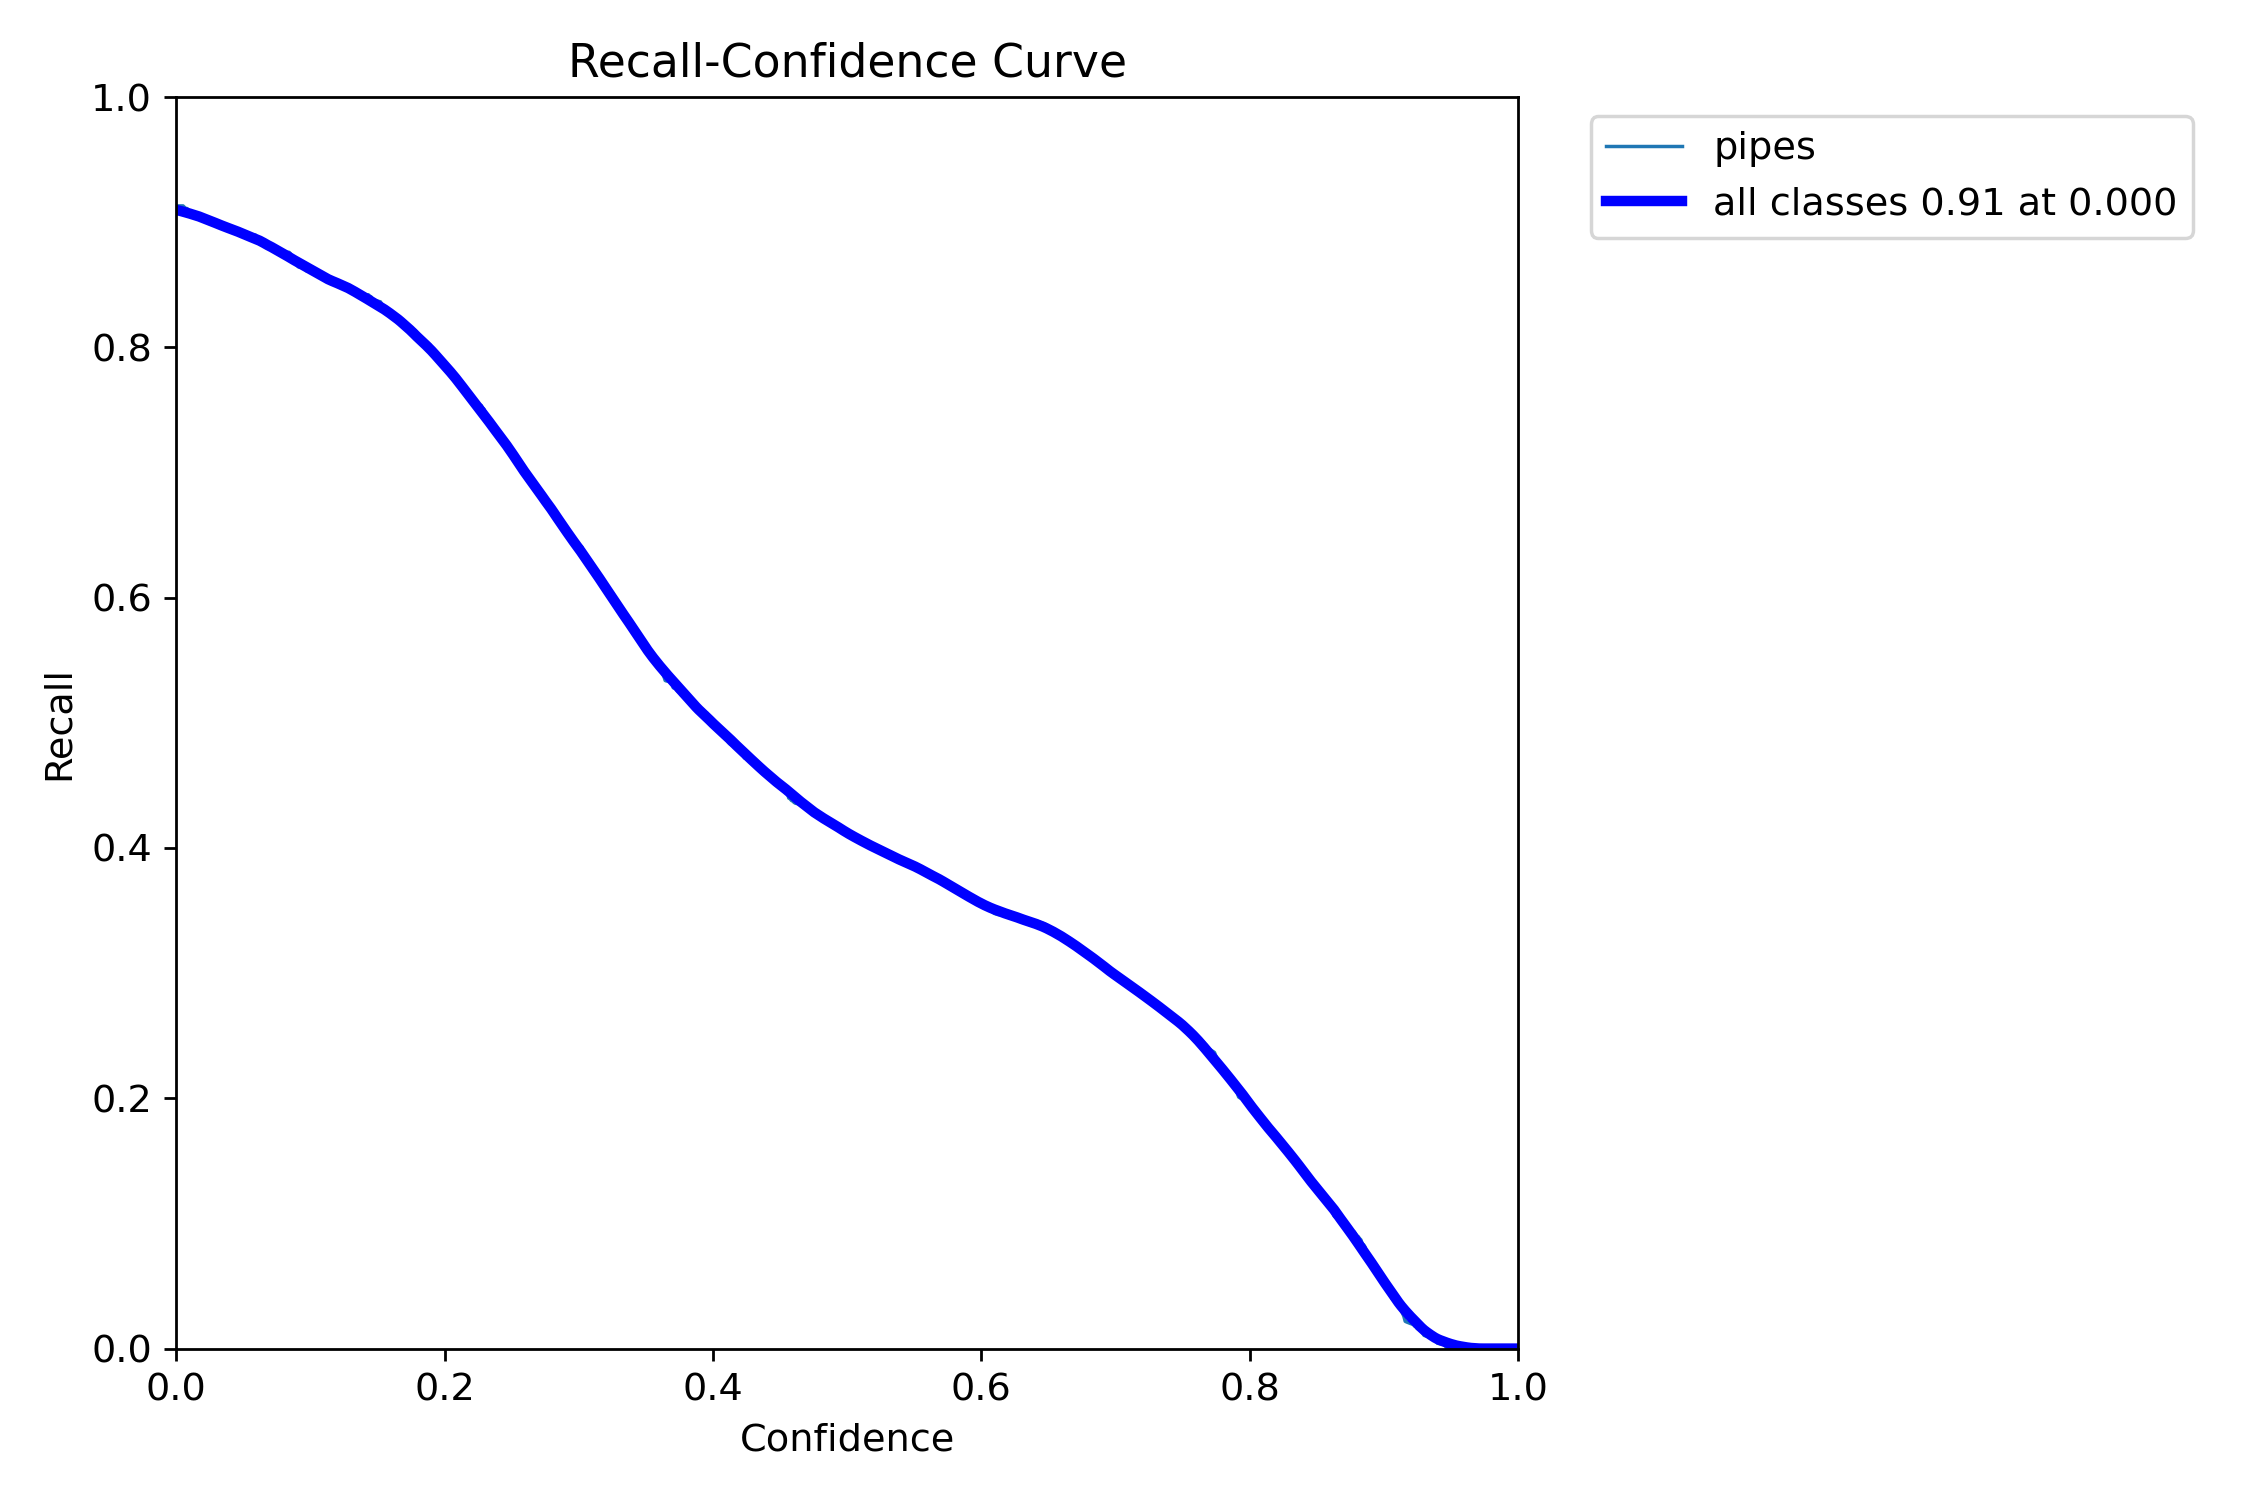 Recall-Confidence Curve
pipes
all classes 0.91 at 0.000
1.0
0.8
0.6
0.4
0.2
0.0
Recall
0.0 0.2 0.4 0.6 0.8 1.0
Confidence